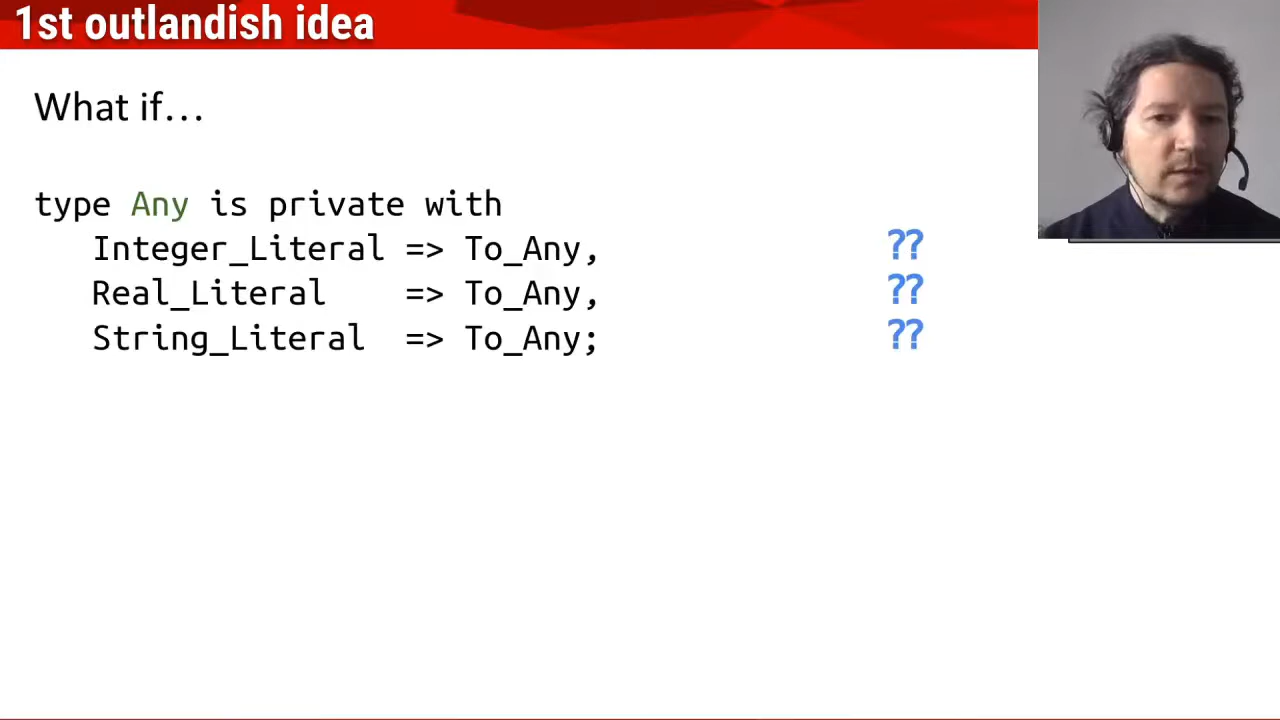 1st outlandish idea
What if…
type Any is private with
Integer_Literal => To_Any, ??
Real_Literal => To_Any, ??
String_Literal => To_Any; ??